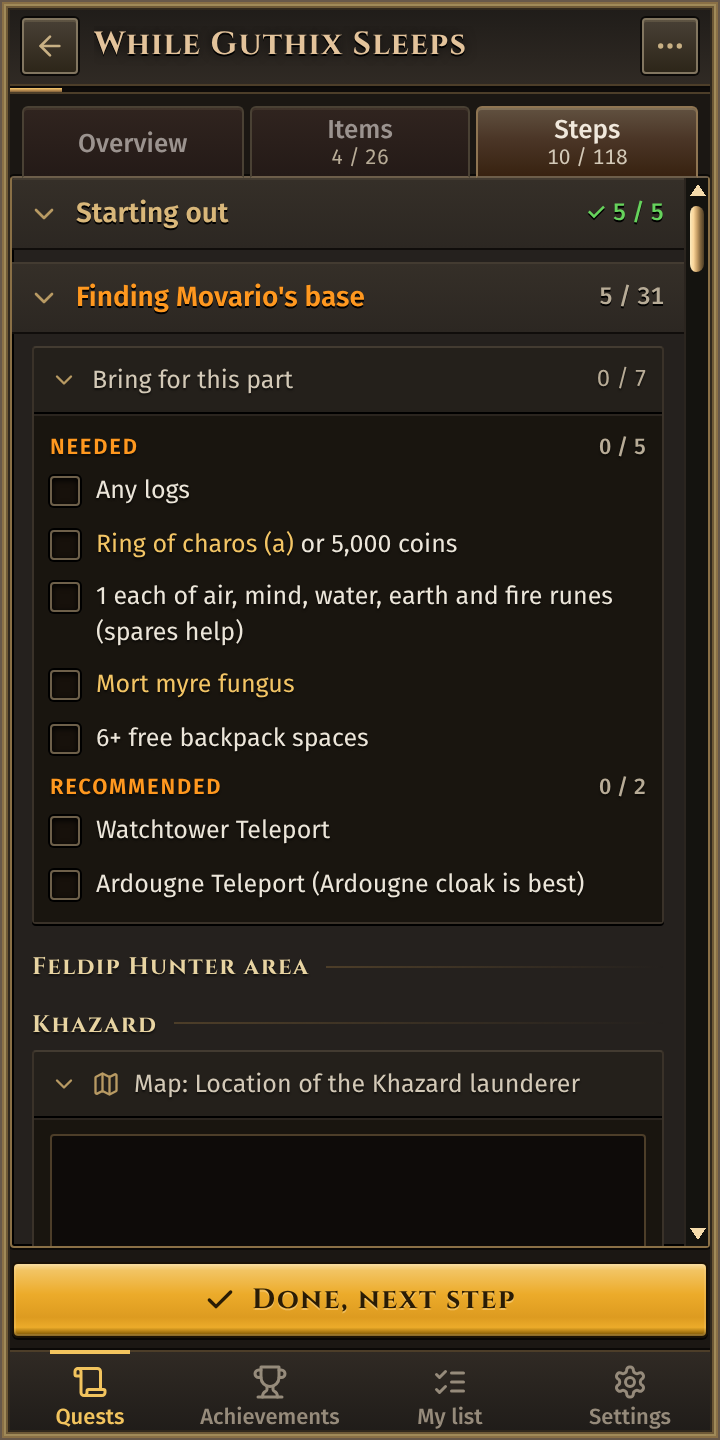 While Guthix Sleeps
Overview
Items
4 / 26
Steps
10 / 118
Starting out
5 / 5
Finding Movario's base
5 / 31
Bring for this part
0 / 7
NEEDED
0 / 5
Any logs
Ring of charos (a) or 5,000 coins
1 each of air, mind, water, earth and fire runes
(spares help)
Mort myre fungus
6+ free backpack spaces
RECOMMENDED
0 / 2
Watchtower Teleport
Ardougne Teleport (Ardougne cloak is best)
Feldip Hunter area
Khazard
Map: Location of the Khazard launderer
Done, next step
Quests
Achievements
My list
Settings